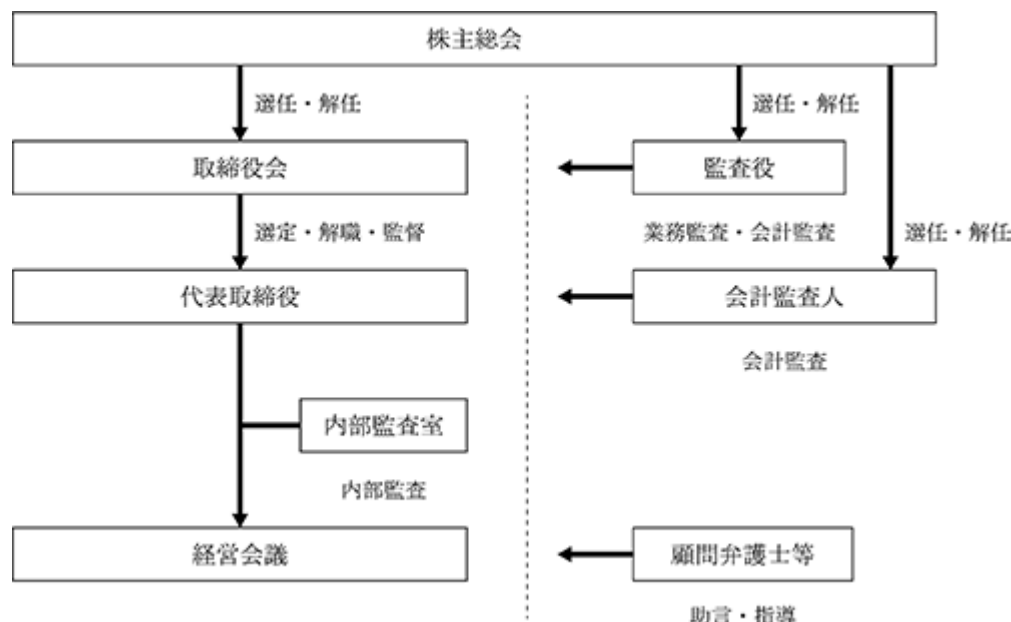 株主総会
選任・解任
選任・解任
取締役会
監査役
選定・解職・監督
業務監査・会計監査
選任・解任
代表取締役
会計監査人
会計監査
内部監査室
内部監査
経営会議
顧問弁護士等
助言・指導